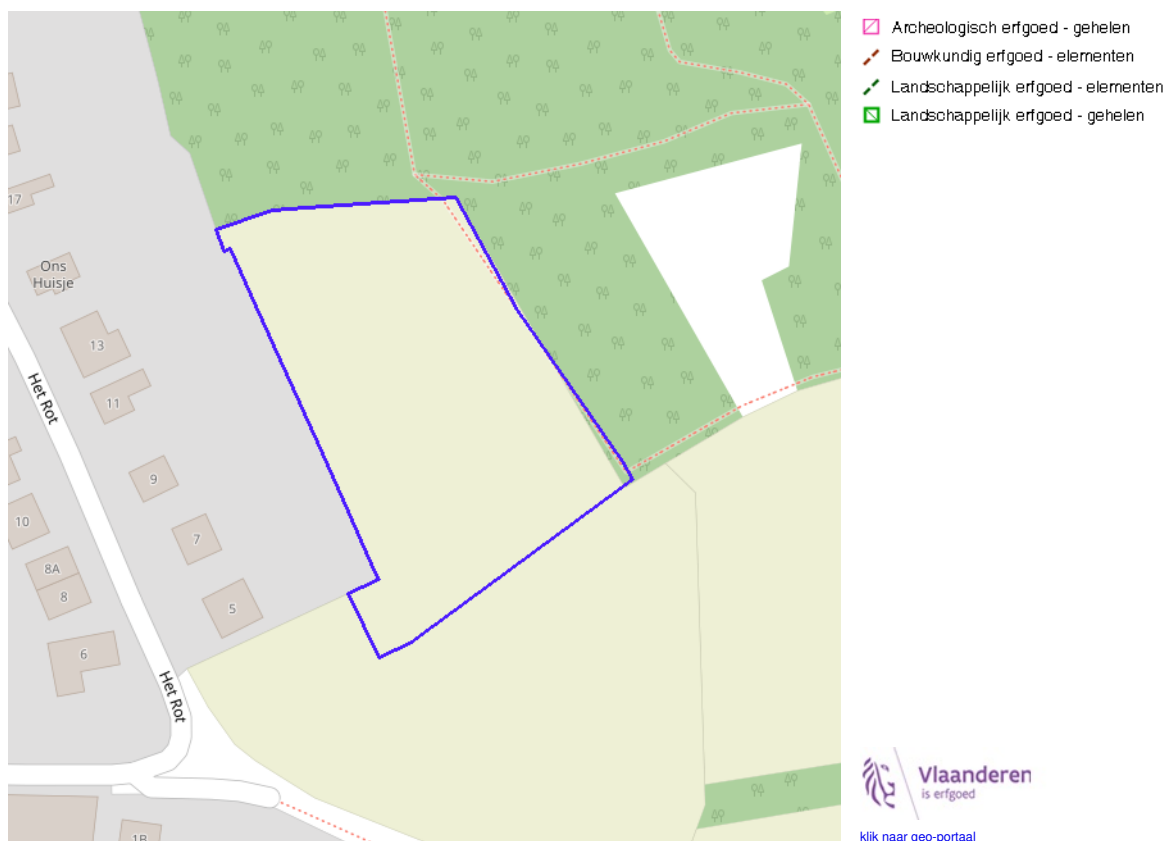 Archeologisch erfgoed - gehelen
Bouwkundig erfgoed - elementen
Landschappelijk erfgoed - elementen
Landschappelijk erfgoed - gehelen
17
Ons
Huisje
13
11
Het Rot
9
10
7
8A
8
5
6
Het Rot
1B
Vlaanderen
is erfgoed
klik naar geo-portaal